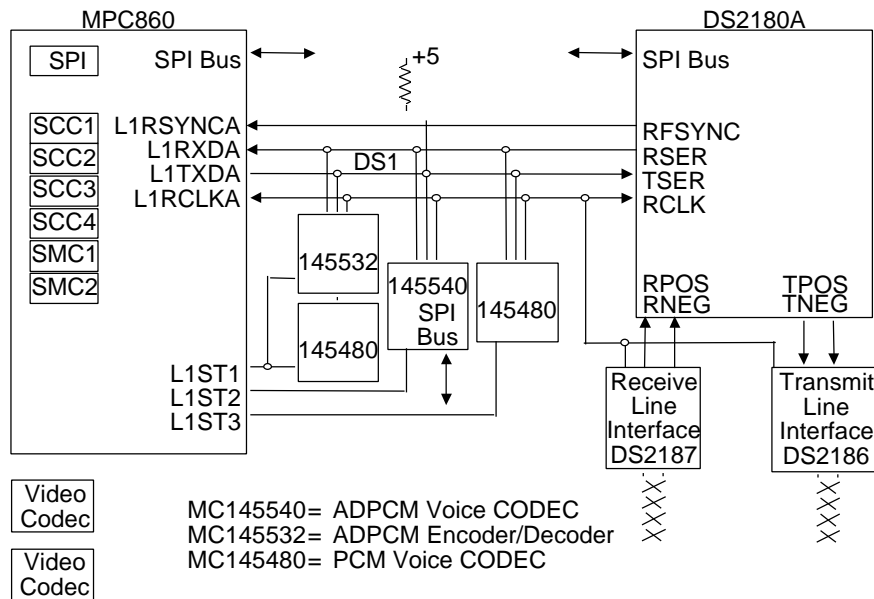 MPC860
DS2180A
SPI
SPI Bus
+5
SPI Bus
SCC1
L1RSYNCA
RFSYNC
SCC2
L1RXDA
DS1
RSER
L1TXDA
TSER
SCC3
L1RCLKA
RCLK
SCC4
SMC1
145532
SMC2
145540
145480
RPOS
TPOS
RNEG
TNEG
SPI
Bus
145480
L1ST1
L1ST2
L1ST3
Receive
Line
Interface
DS2187
Transmit
Line
Interface
DS2186
Video
Codec
Video
Codec
MC145540= ADPCM Voice CODEC
MC145532= ADPCM Encoder/Decoder
MC145480= PCM Voice CODEC